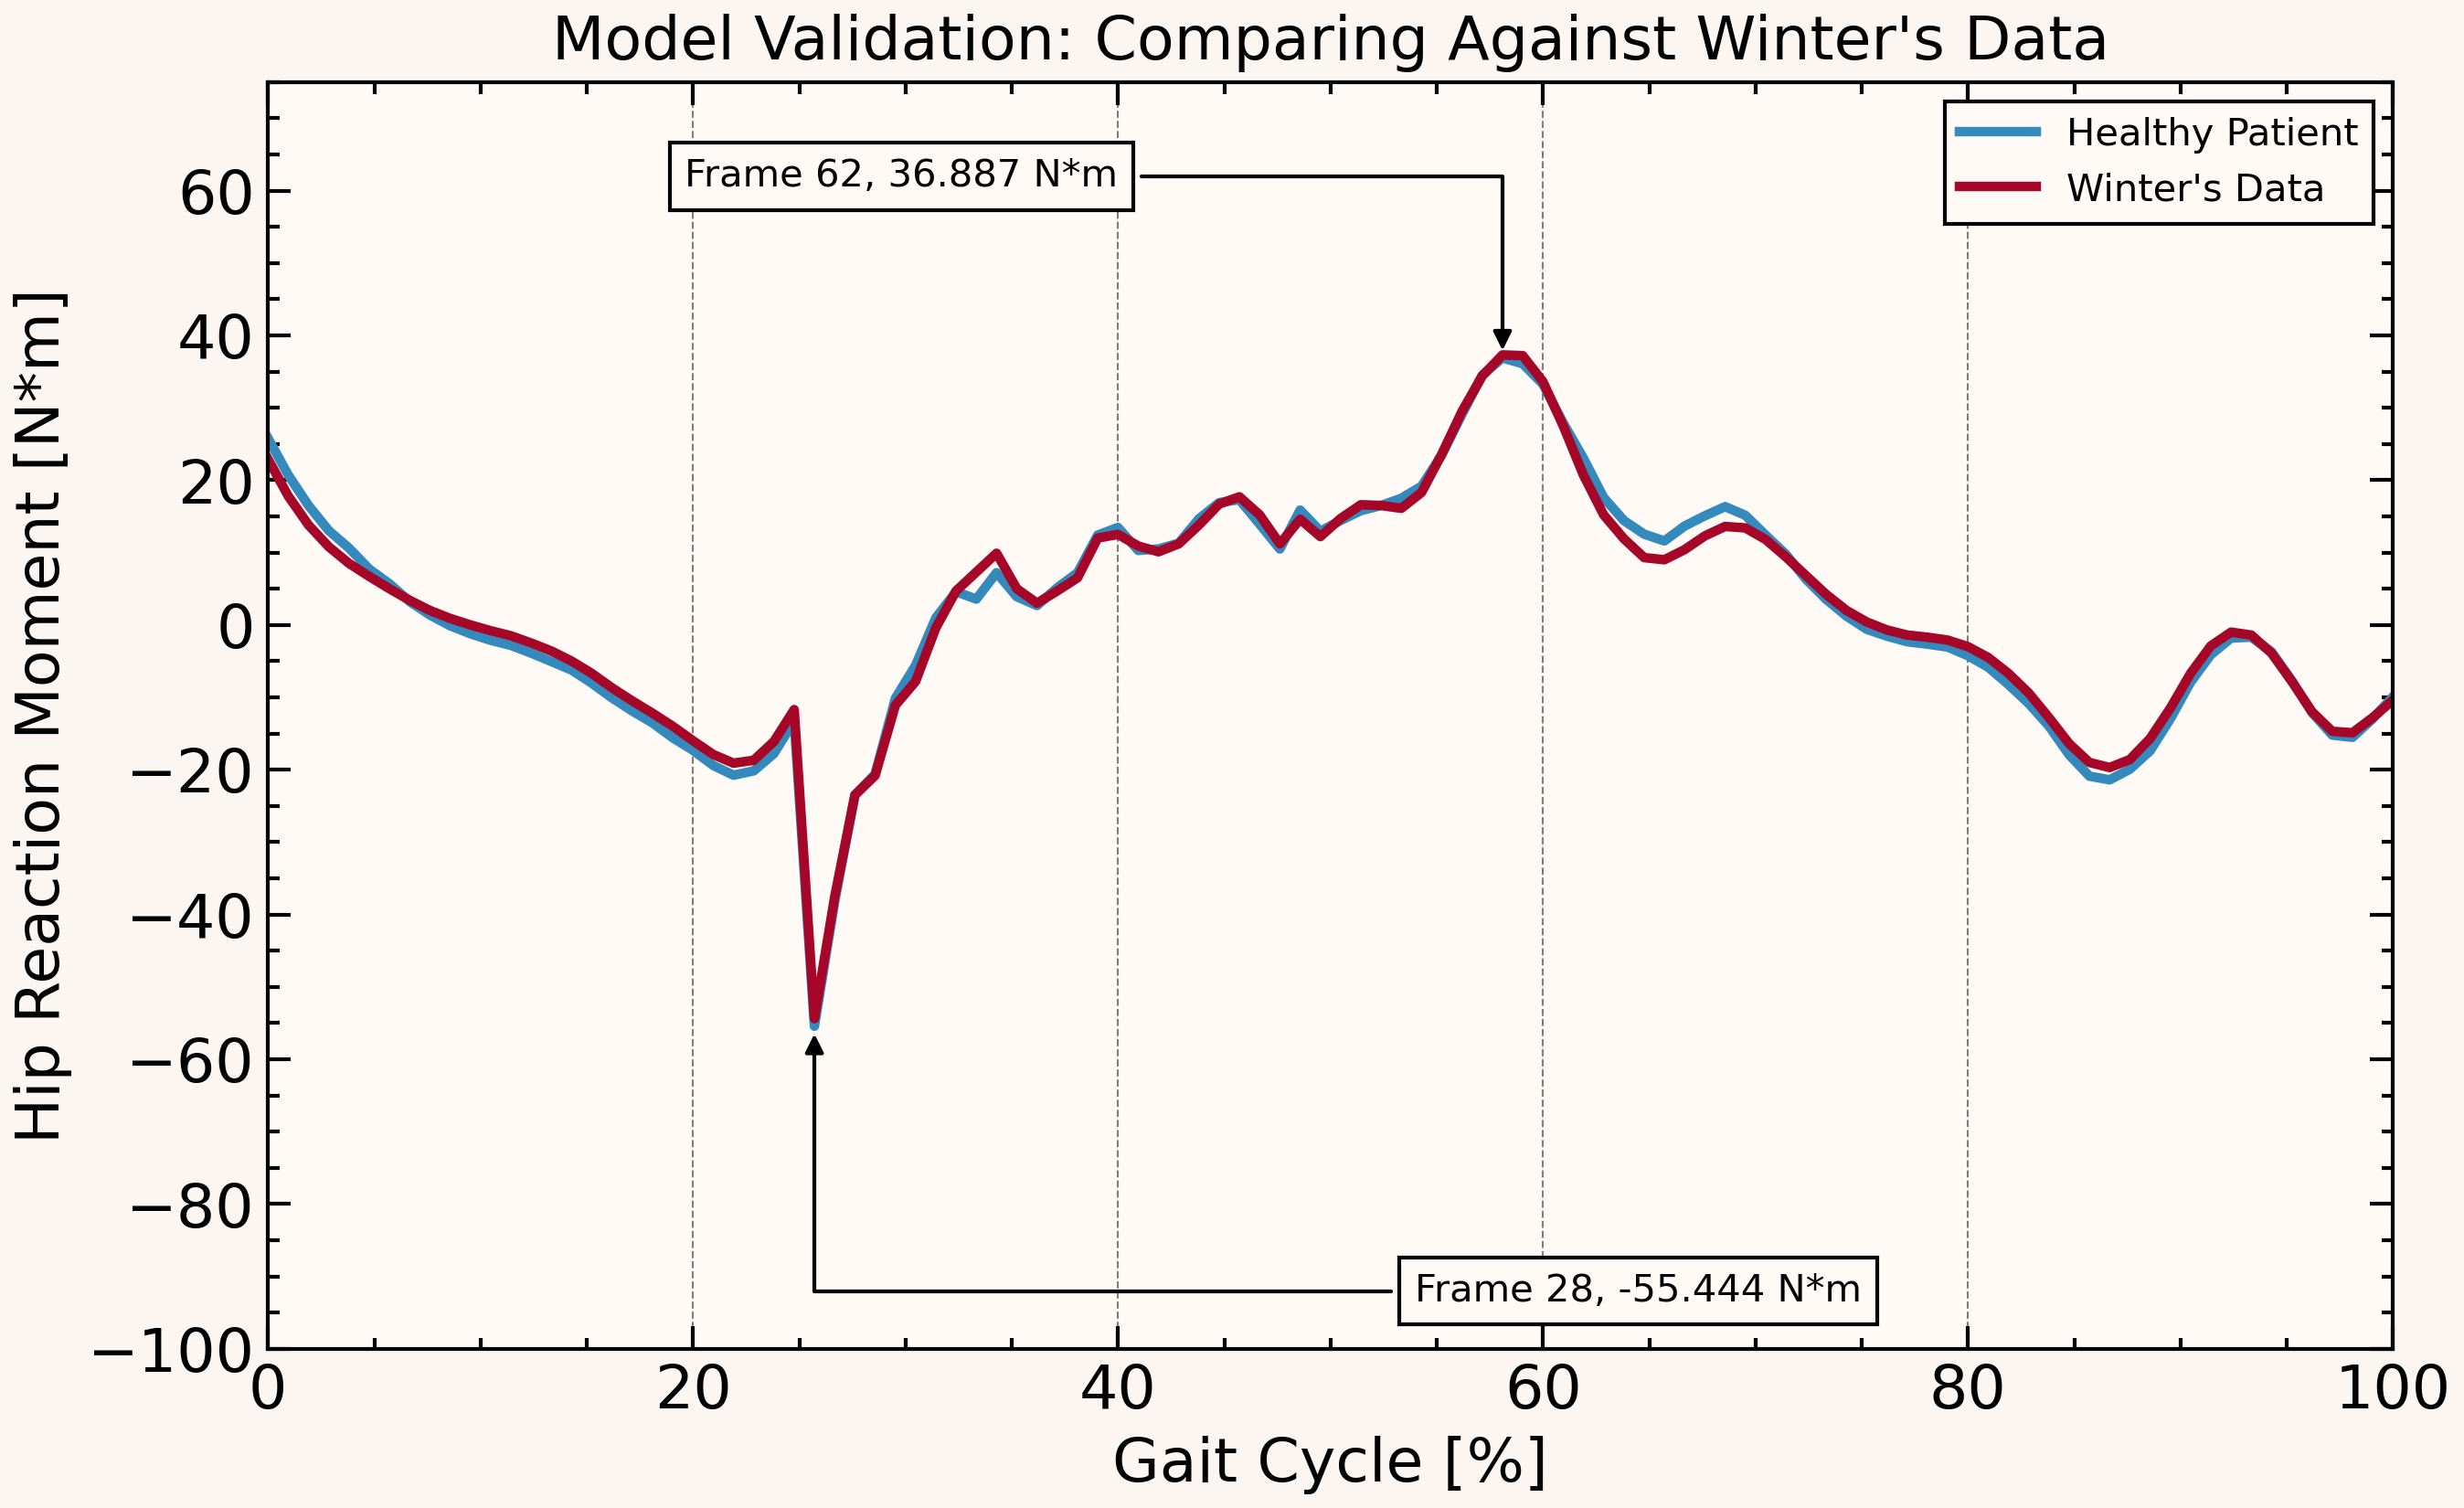 Model Validation: Comparing Against Winter's Data
Healthy Patient
Winter's Data
Frame 62, 36.887 N*m
Frame 28, -55.444 N*m
Hip Reaction Moment [N*m]
60
40
20
0
−20
−40
−60
−80
−100
0 20 40 60 80 100
Gait Cycle [%]